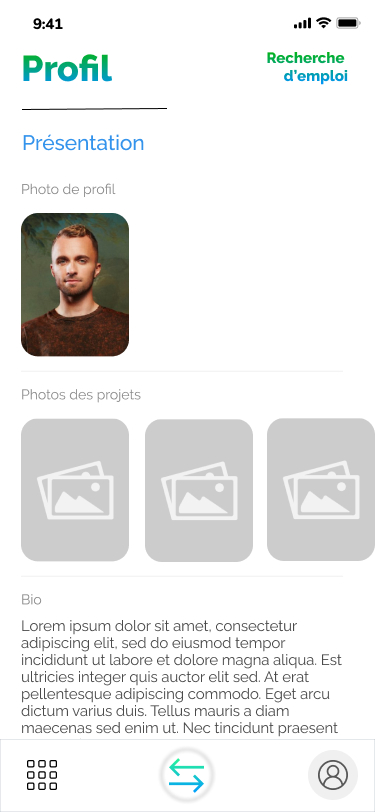 9:41
Profil
Recherche
d'emploi
Présentation
Photo de profil
Photos des projets
Bio
Lorem ipsum dolor sit amet, consectetur
adipiscing elit, sed do eiusmod tempor
incididunt ut labore et dolore magna aliqua. Est
ultricies integer quis auctor elit sed. At erat
pellentesque adipiscing commodo. Eget arcu
dictum varius duis. Tellus mauris a diam
maecenas sed enim ut. Nec tincidunt praesent